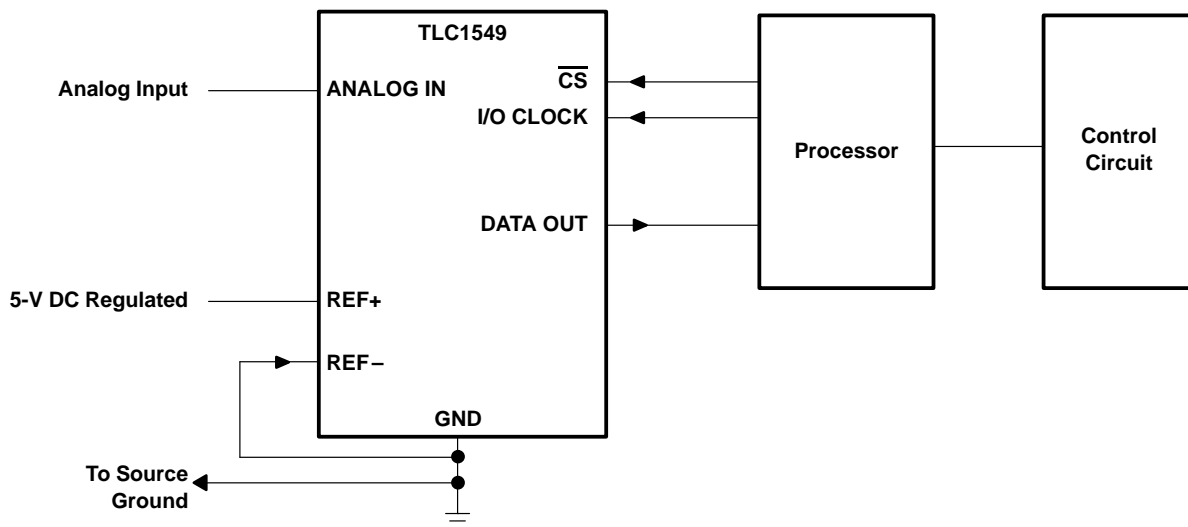 TLC1549
Analog Input
ANALOG IN
CS
I/O CLOCK
Processor
Control
Circuit
DATA OUT
5-V DC Regulated
REF+
REF−
GND
To Source
Ground